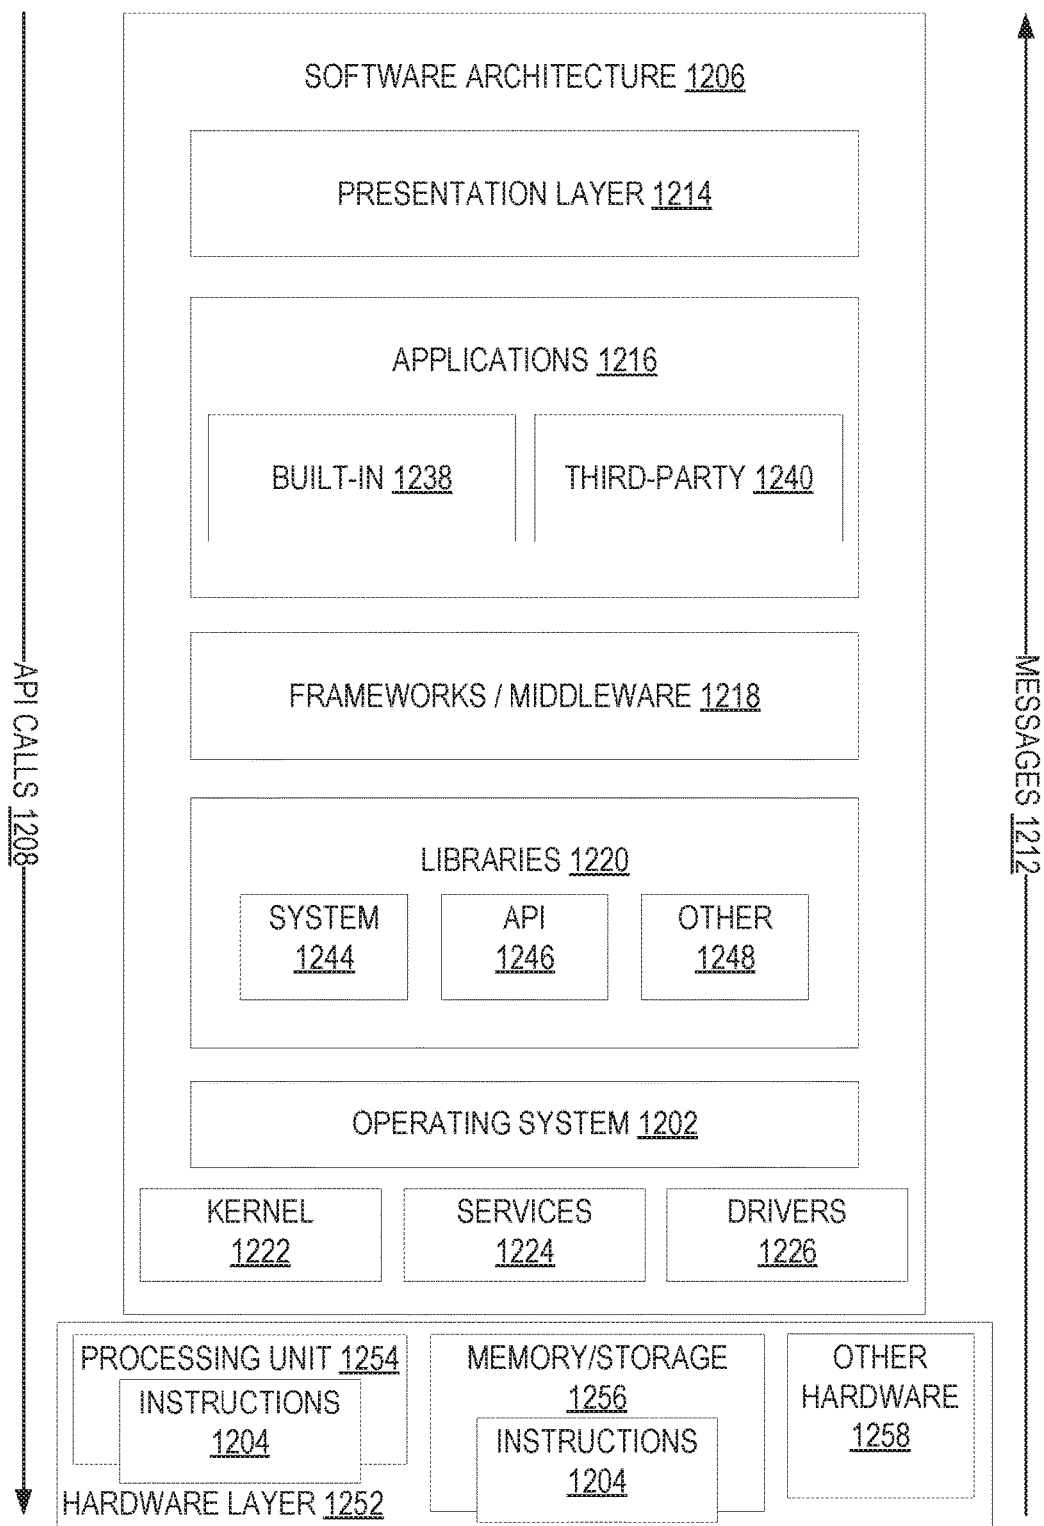 SOFTWARE ARCHITECTURE 1206
PRESENTATION LAYER 1214
APPLICATIONS 1216
BUILT-IN 1238
THIRD-PARTY 1240
FRAMEWORKS / MIDDLEWARE 1218
LIBRARIES 1220
SYSTEM
1244
API
1246
OTHER
1248
OPERATING SYSTEM 1202
KERNEL
1222
SERVICES
1224
DRIVERS
1226
PROCESSING UNIT 1254
INSTRUCTIONS
1204
MEMORY/STORAGE
1256
INSTRUCTIONS
1204
OTHER
HARDWARE
1258
HARDWARE LAYER 1252
API CALLS 1208
MESSAGES 1212